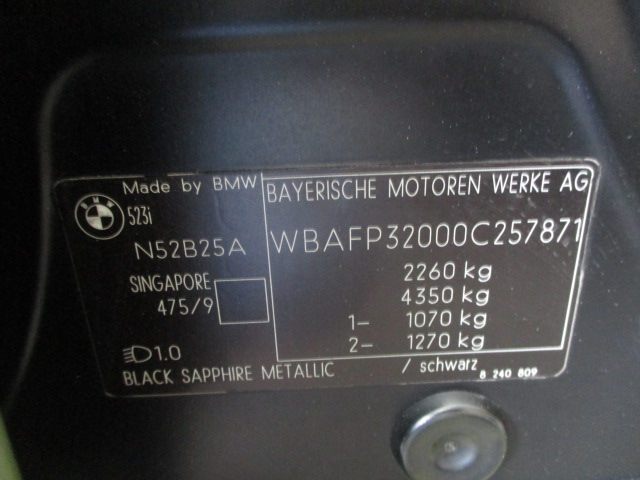 Made by BMW
BMW
523i
N52B25A
SINGAPORE
475/9
1.0
BLACK SAPPHIRE METALLIC / schwarz
8 240 809
BAYERISCHE MOTOREN WERKE AG
WBAFP32000C257871
2260 kg
4350 kg
1- 1070 kg
2- 1270 kg